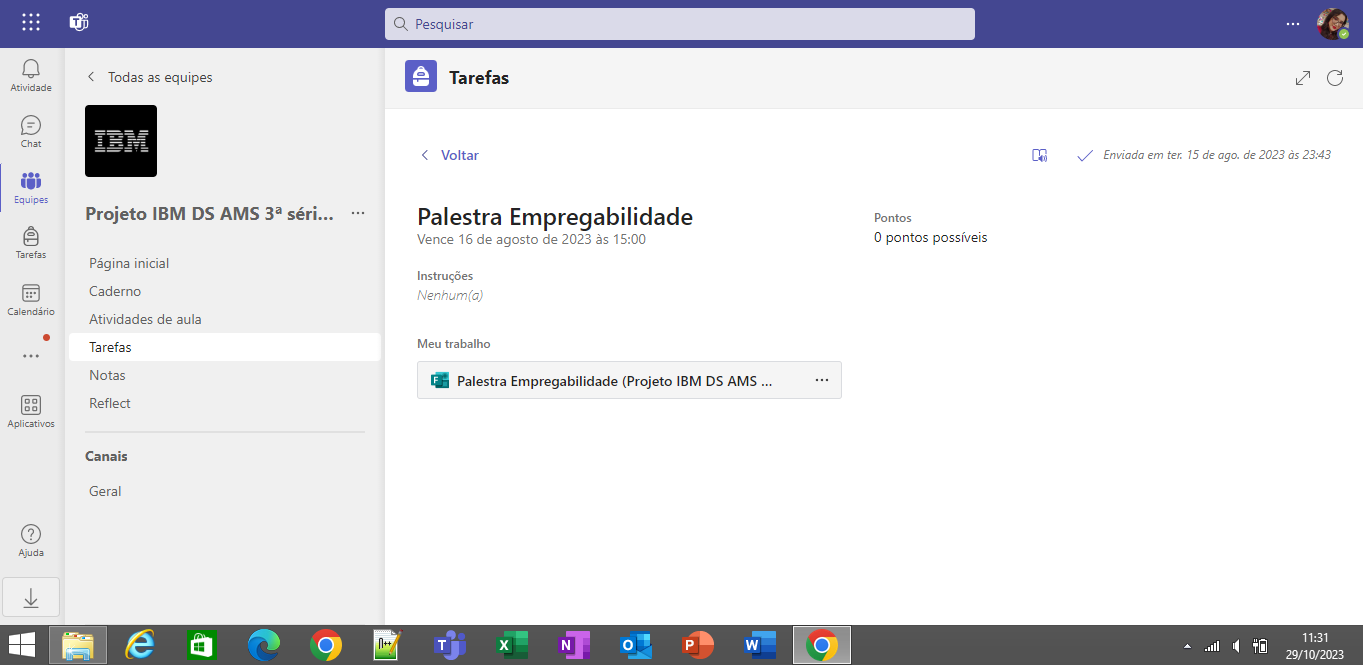 Pesquisar
Atividade
Chat
Equipes
Tarefas
Calendário
Aplicativos
Ajuda
Todas as equipes
IBM
Projeto IBM DS AMS 3ª séri...
Página inicial
Caderno
Atividades de aula
Tarefas
Notas
Reflect
Canais
Geral
Tarefas
Voltar
Enviada em ter. 15 de ago. de 2023 às 23:43
Palestra Empregabilidade
Vence 16 de agosto de 2023 às 15:00
Pontos
0 pontos possíveis
Instruções
Nenhum(a)
Meu trabalho
Palestra Empregabilidade (Projeto IBM DS AMS ...
11:31
29/10/2023